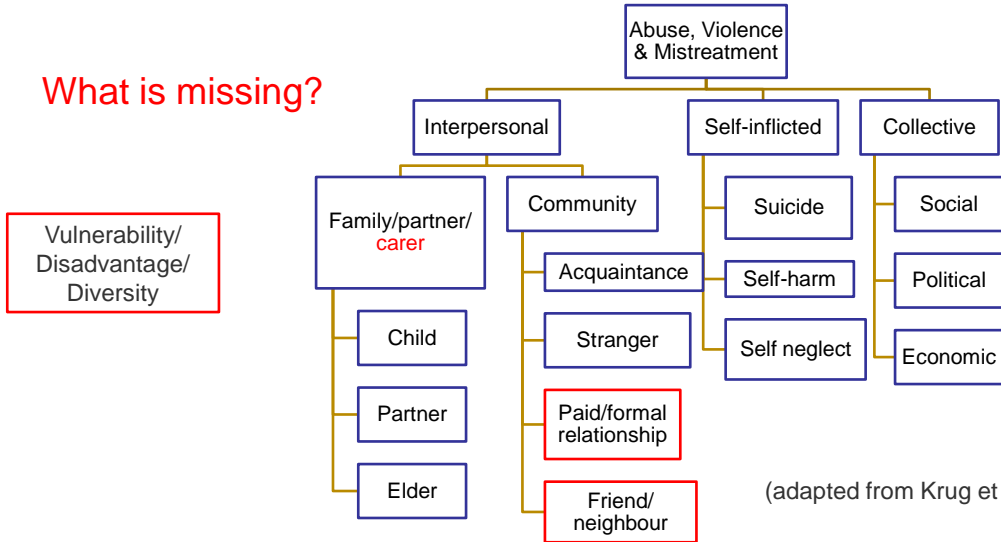 Abuse, Violence
& Mistreatment
What is missing?
Interpersonal
Self-inflicted
Collective
Family/partner/
carer
Community
Suicide
Social
Vulnerability/
Disadvantage/
Diversity
Acquaintance
Self-harm
Political
Child
Stranger
Self neglect
Economic
Partner
Paid/formal
relationship
Elder
Friend/
neighbour
(adapted from Krug et